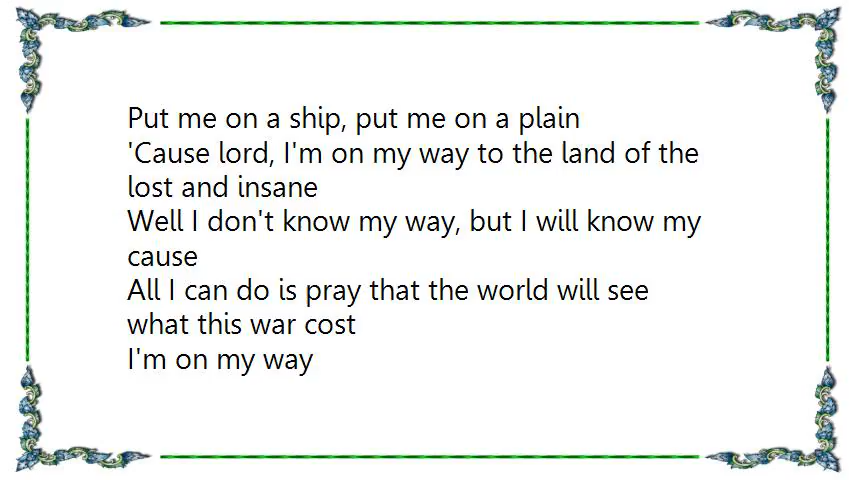 Put me on a ship, put me on a plain
'Cause lord, I'm on my way to the land of the
lost and insane
Well I don't know my way, but I will know my
cause
All I can do is pray that the world will see
what this war cost
I'm on my way